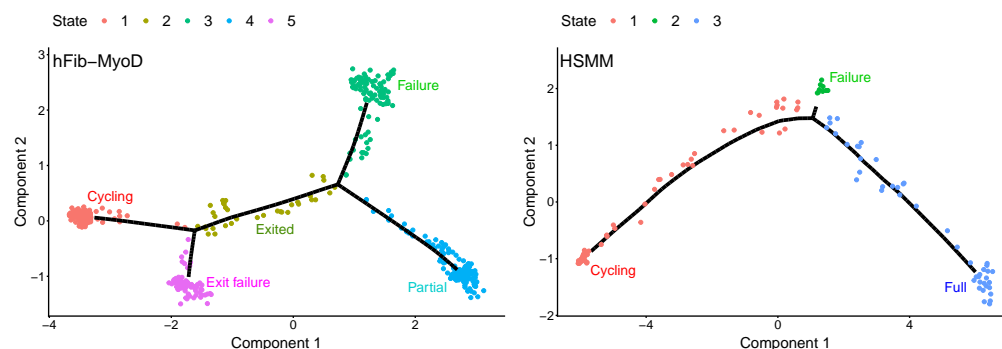 State 1 2 3 4 5
hFib−MyoD
Failure
Cycling
Exited
Exit failure
Partial
3
2
1
0
−1
Component 2
−4 −2 0 2
Component 1
State 1 2 3
HSMM
Failure
Cycling
Full
2
1
0
−1
−2
Component 2
−4 0 4
Component 1